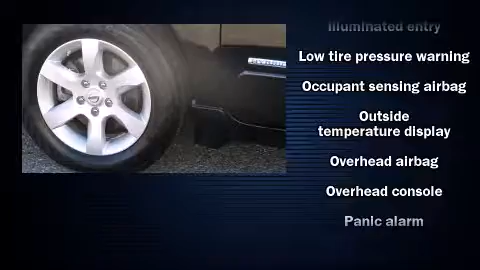 Illuminated entry
Low tire pressure warning
Occupant sensing airbag
Outside
temperature display
Overhead airbag
Overhead console
Panic alarm